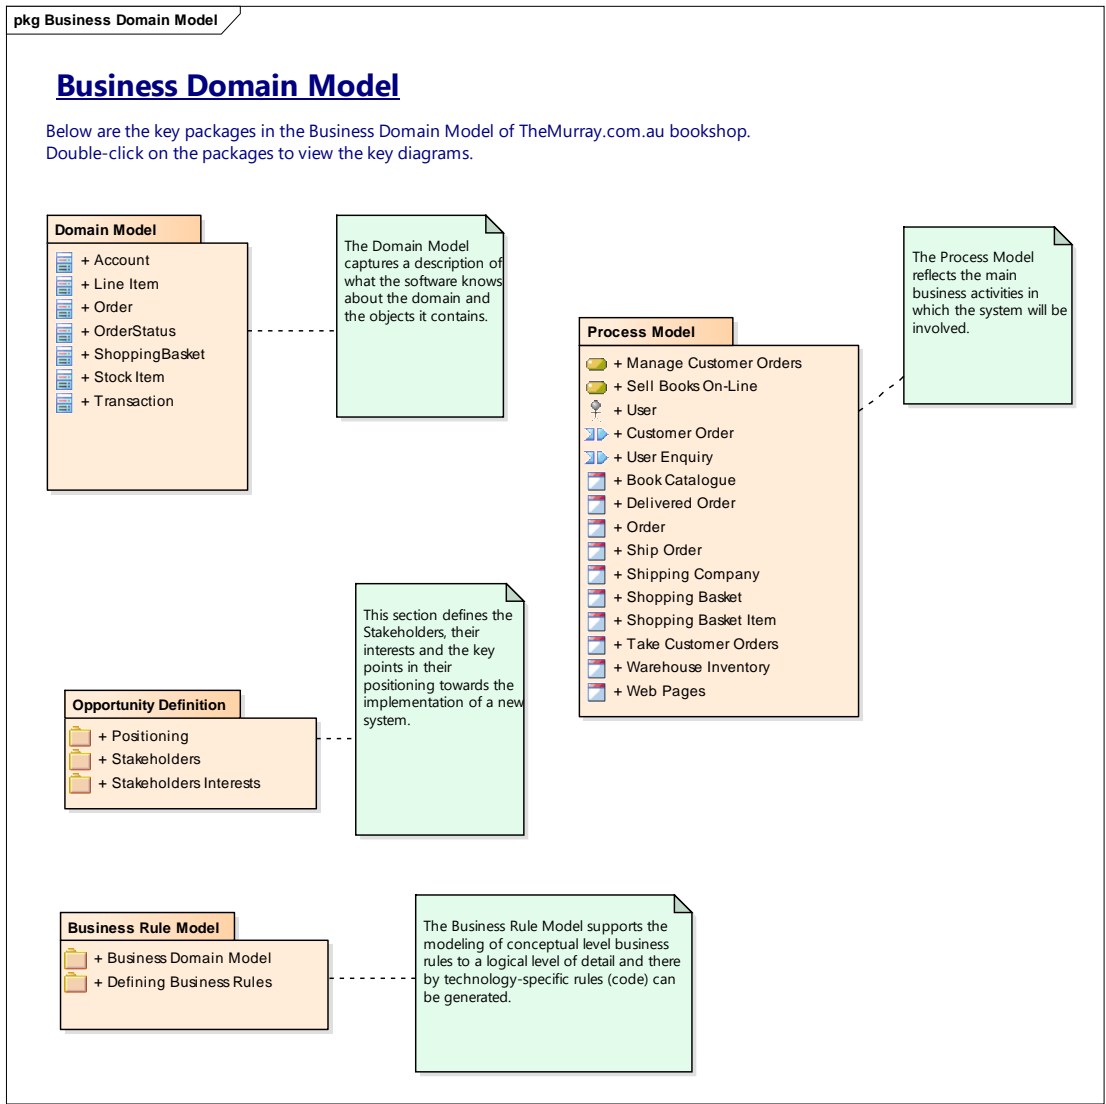 pkg Business Domain Model
Business Domain Model
Below are the key packages in the Business Domain Model of TheMurray.com.au bookshop.
Double-click on the packages to view the key diagrams.
Domain Model
+ Account
+ Line Item
+ Order
+ OrderStatus
+ ShoppingBasket
+ Stock Item
+ Transaction
The Domain Model
captures a description of
what the software knows
about the domain and
the objects it contains.
Process Model
+ Manage Customer Orders
+ Sell Books On-Line
+ User
+ Customer Order
+ User Enquiry
+ Book Catalogue
+ Delivered Order
+ Order
+ Ship Order
+ Shipping Company
+ Shopping Basket
+ Shopping Basket Item
+ Take Customer Orders
+ Warehouse Inventory
+ Web Pages
The Process Model
reflects the main
business activities in
which the system will be
involved.
Opportunity Definition
+ Positioning
+ Stakeholders
+ Stakeholders Interests
This section defines the
Stakeholders, their
interests and the key
points in their
positioning towards the
implementation of a new
system.
Business Rule Model
+ Business Domain Model
+ Defining Business Rules
The Business Rule Model supports the
modeling of conceptual level business
rules to a logical level of detail and there
by technology-specific rules (code) can
be generated.